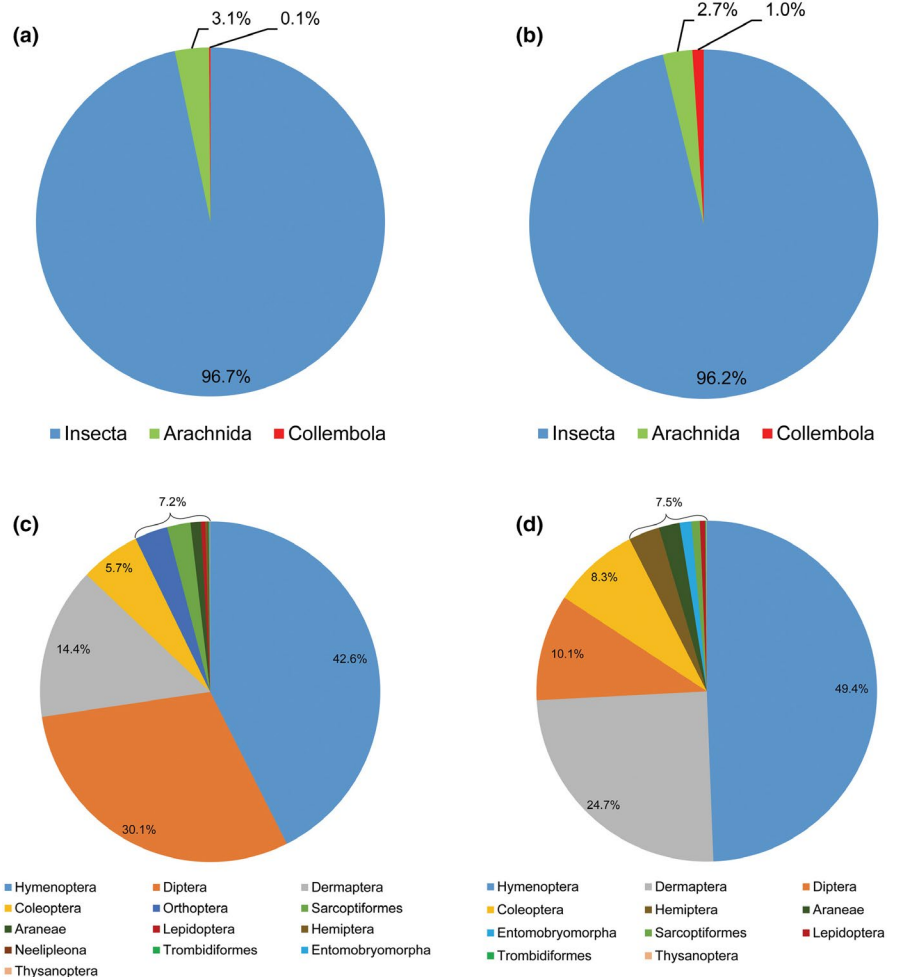 (a)
3.1%
0.1%
96.7%
Insecta Arachnida Collembola
(b)
2.7%
1.0%
96.2%
Insecta Arachnida Collembola
(c)
7.2%
5.7%
14.4%
42.6%
30.1%
Hymenoptera Diptera Dermaptera
Coleoptera Orthoptera Sarcoptiformes
Araneae Lepidoptera Hemiptera
Neelipleona Trombidiformes Entomobryomorpha
Thysanoptera
(d)
7.5%
8.3%
10.1%
49.4%
24.7%
Hymenoptera Dermaptera Diptera
Coleoptera Hemiptera Araneae
Entomobryomorpha Sarcoptiformes Lepidoptera
Trombidiformes Thysanoptera